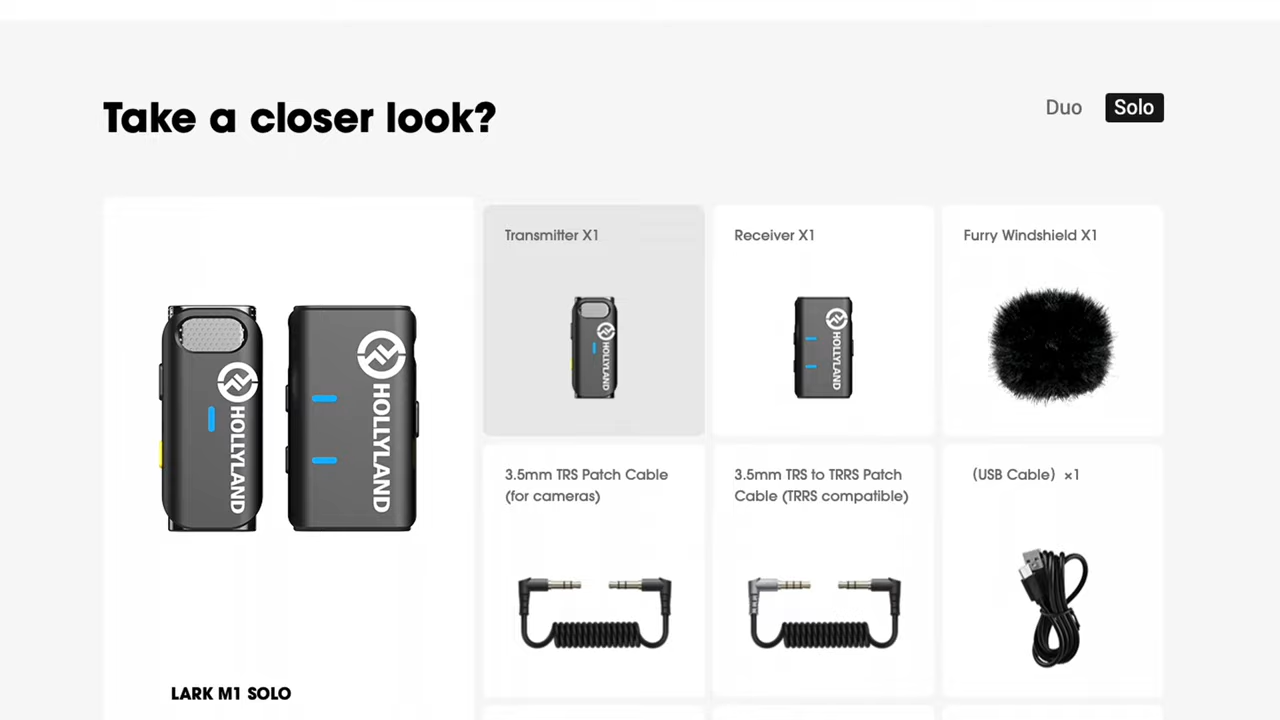 Take a closer look?
Duo
Solo
HOLLYLAND
HOLLYLAND
LARK M1 SOLO
Transmitter X1
HOLLYLAND
Receiver X1
HOLLYLAND
Furry Windshield X1
3.5mm TRS Patch Cable
(for cameras)
3.5mm TRS to TRRS Patch
Cable (TRRS compatible)
（USB Cable）×1